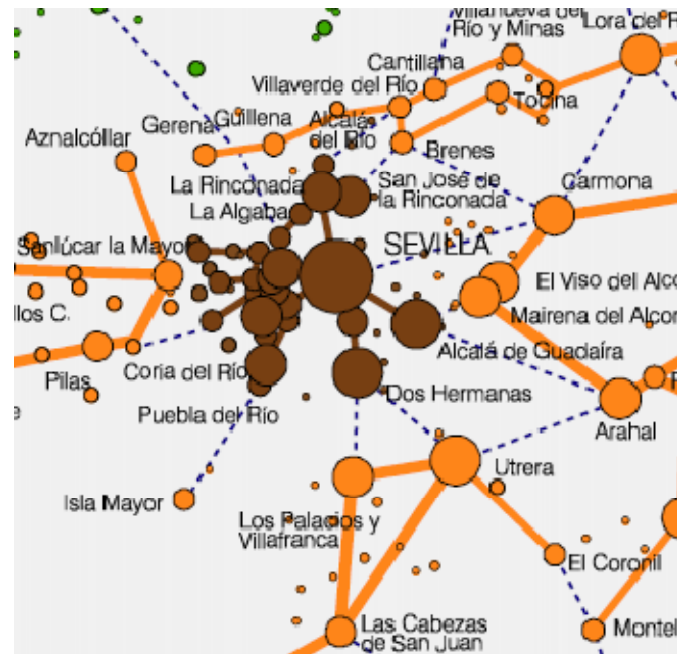 Villanueva del
Río y Minas
Lora del R
Cantillana
Villaverde del Río
Tocina
Gerena
Guillena
Alcalá
del Río
Aznalcóllar
Brenes
La Rinconada
San José de
la Rinconada
Carmona
La Algaba
Sanlúcar la Mayor
SEVILLA
El Viso del Alco
llos C.
Mairena del Alcor
Pilas
Coria del Río
Alcalá de Guadaíra
Puebla del Río
Dos Hermanas
Arahal
Utrera
Isla Mayor
Los Palacios y
Villafranca
El Coronil
Las Cabezas
de San Juan
Montel